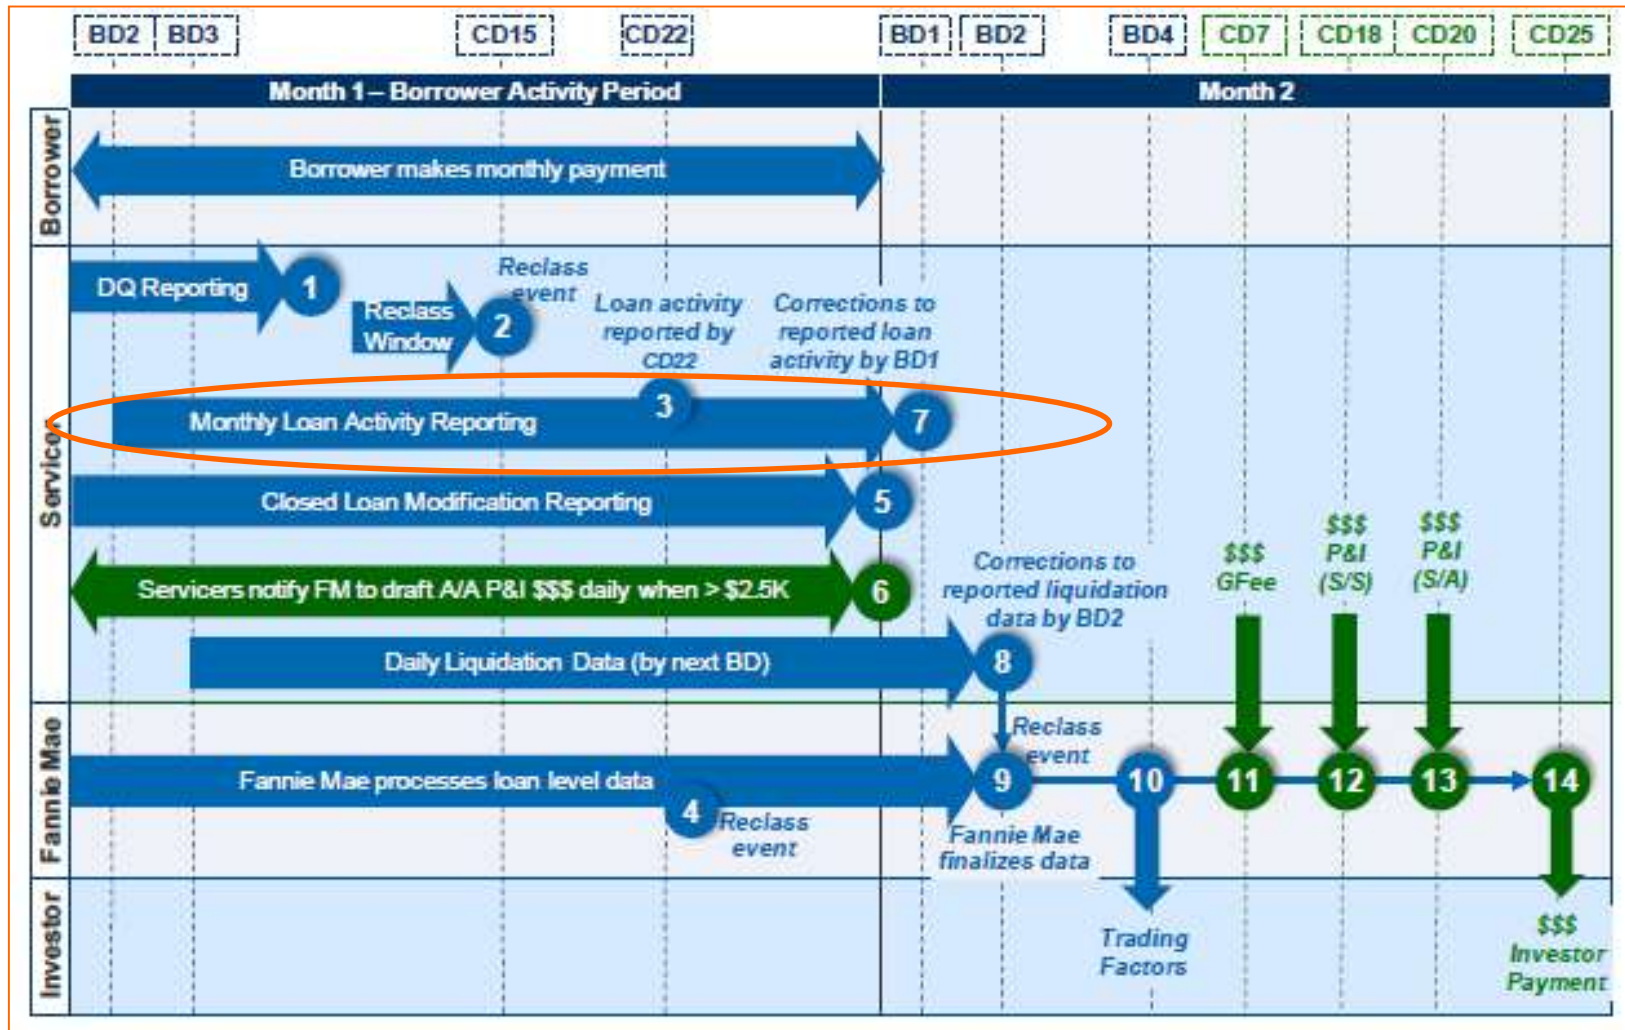 BD2 BD3 CD15 CD22 BD1 BD2 BD4 CD7 CD18 CD20 CD25
Month 1 – Borrower Activity Period
Month 2
Borrower
Borrower makes monthly payment
Servicer
DQ Reporting
1
Reclass
Window
2
Reclass
event
Loan activity
reported by
CD22
Corrections to
reported loan
activity by BD1
Monthly Loan Activity Reporting
3
7
Closed Loan Modification Reporting
5
Servicers notify FM to draft A/A P&I $$$ daily when > $2.5K
6
Corrections to
reported liquidation
data by BD2
$$$
GFee
$$$
P&I
(S/S)
$$$
P&I
(S/A)
Daily Liquidation Data (by next BD)
8
Fannie Mae
Fannie Mae processes loan level data
4
Reclass
event
9
Reclass
event
Fannie Mae
finalizes data
10
11
12
13
14
Investor
Trading
Factors
$$$
Investor
Payment